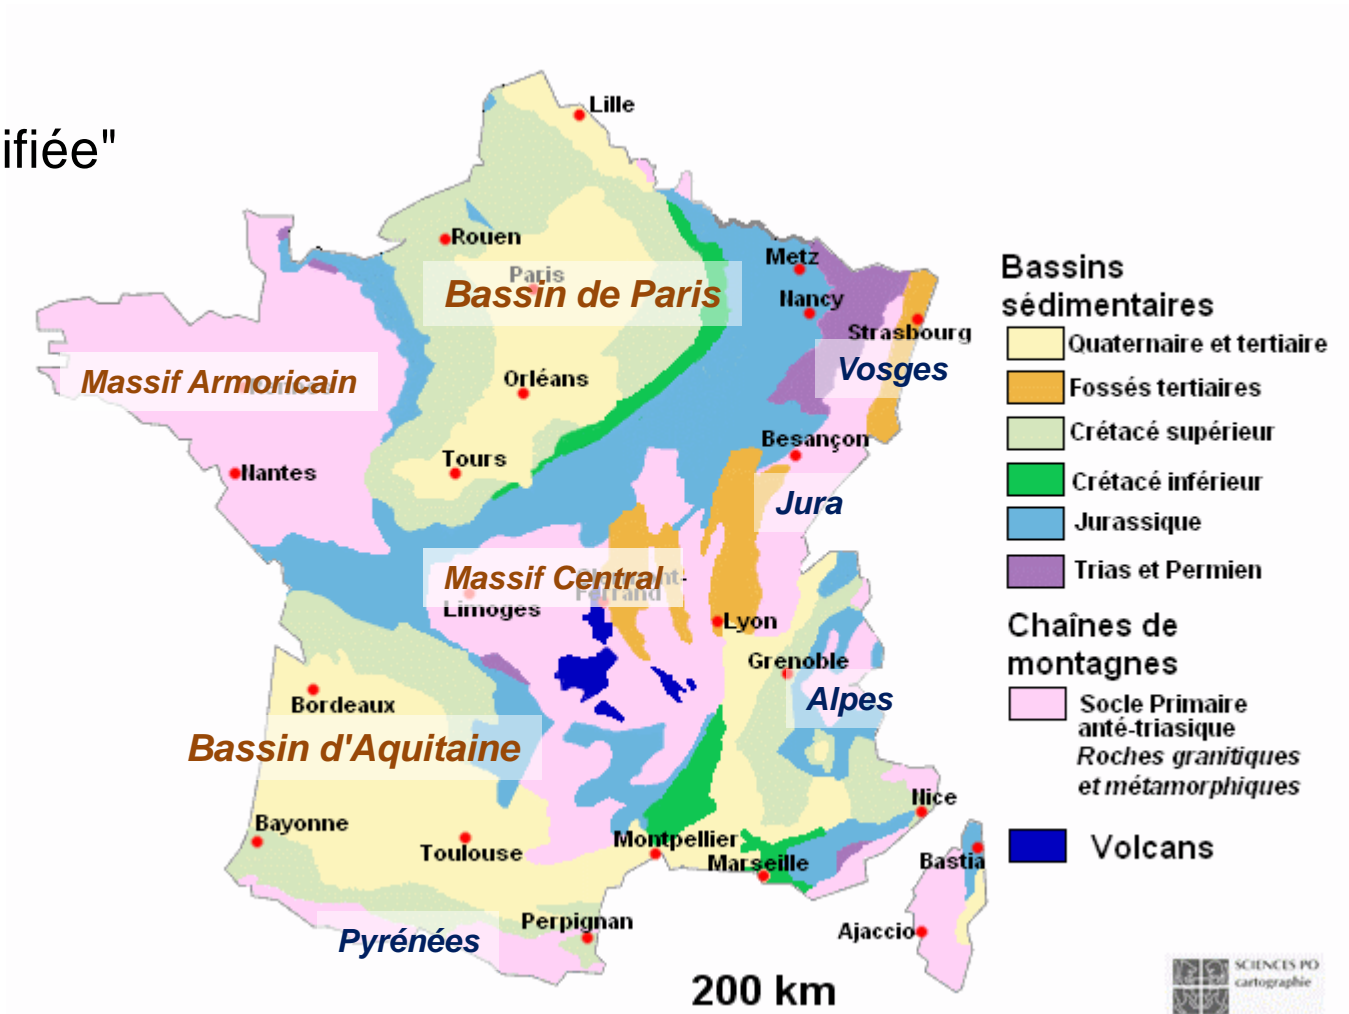 ifiée"
Lille
Rouen
Paris
Bassin de Paris
Metz
Nancy
Strasbourg
Vosges
Massif Armoricain
Orléans
Besançon
Tours
Nantes
Jura
Massif Central
Limoges
Lyon
Grenoble
Alpes
Bordeaux
Bassin d'Aquitaine
Nice
Bayonne
Toulouse
Montpellier
Marseille
Bastia
Perpignan
Ajaccio
Pyrénées
200 km
Bassins
sédimentaires
Quaternaire et tertiaire
Fossés tertiaires
Crétacé supérieur
Crétacé inférieur
Jurassique
Trias et Permien
Chaînes de
montagnes
Socle Primaire
anté-triasique
Roches granitiques
et métamorphiques
Volcans
SCIENCES PO
cartographie